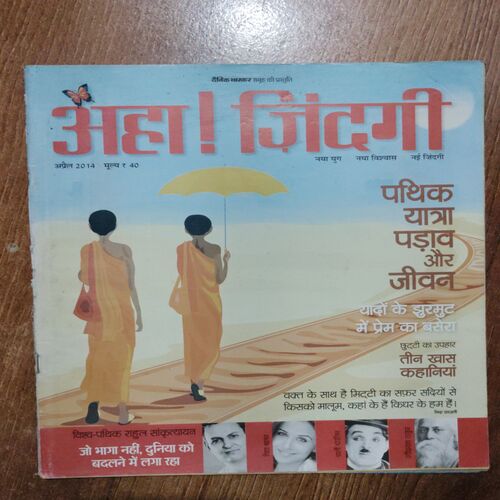 दैनिक भास्कर समूह की प्रस्तुति
अहा! ज़िंदगी
अप्रैल 2014 मूल्य ₹ 40
नया युग नया विश्वास नई जिंदगी
पथिक
यात्रा
पड़ाव
और
जीवन
यादों के झुरमुट
में प्रेम का बसेरा
छुट्टी का उपहार
तीन खास
कहानियां
वक्त के साथ है मिट्टी का सफ़र सदियों से
किसको मालूम, कहां के हैं किधर के हम हैं।
विश्व-पथिक राहुल सांकृत्यायन
जो भागा नहीं, दुनिया को
बदलने में लगा रहा